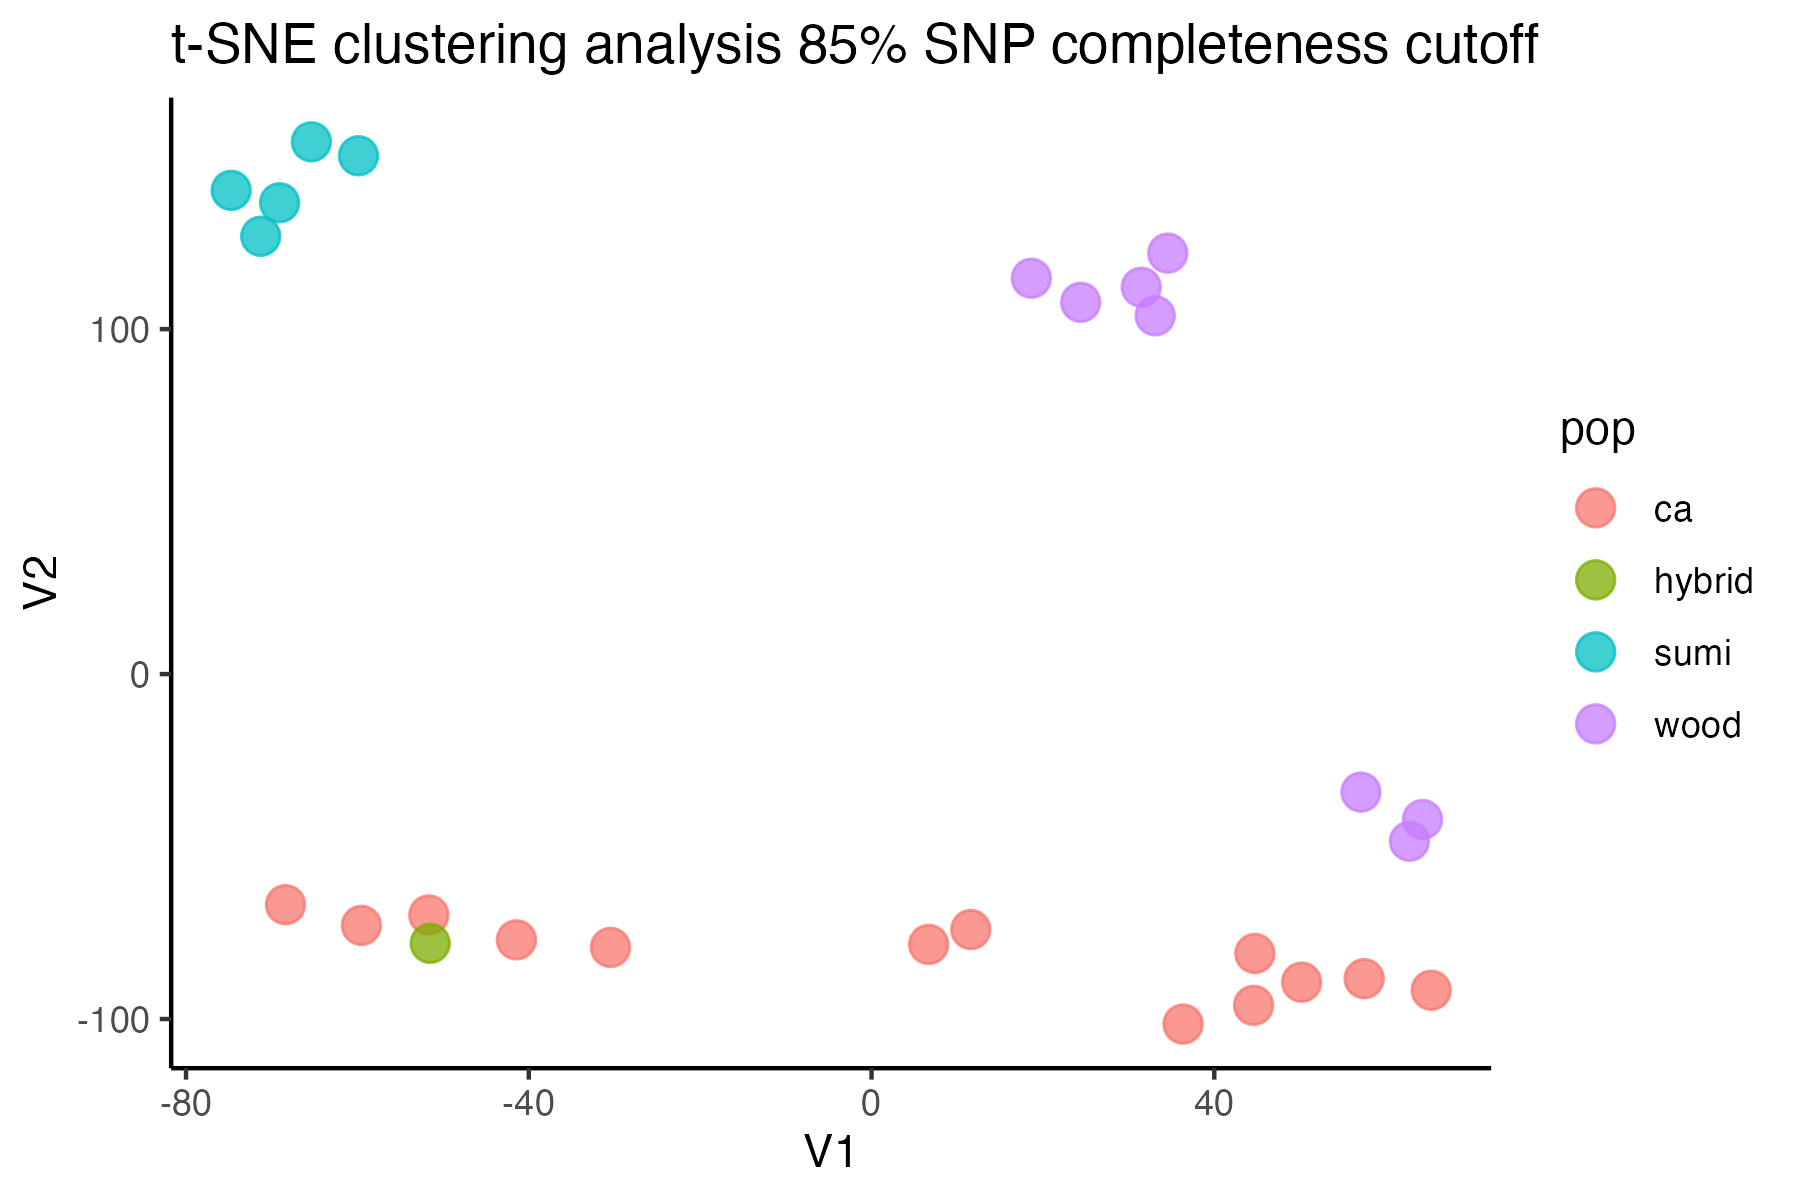 t-SNE clustering analysis 85% SNP completeness cutoff
V2
100
0
-100
-80
-40
0
40
V1
pop
ca
hybrid
sumi
wood